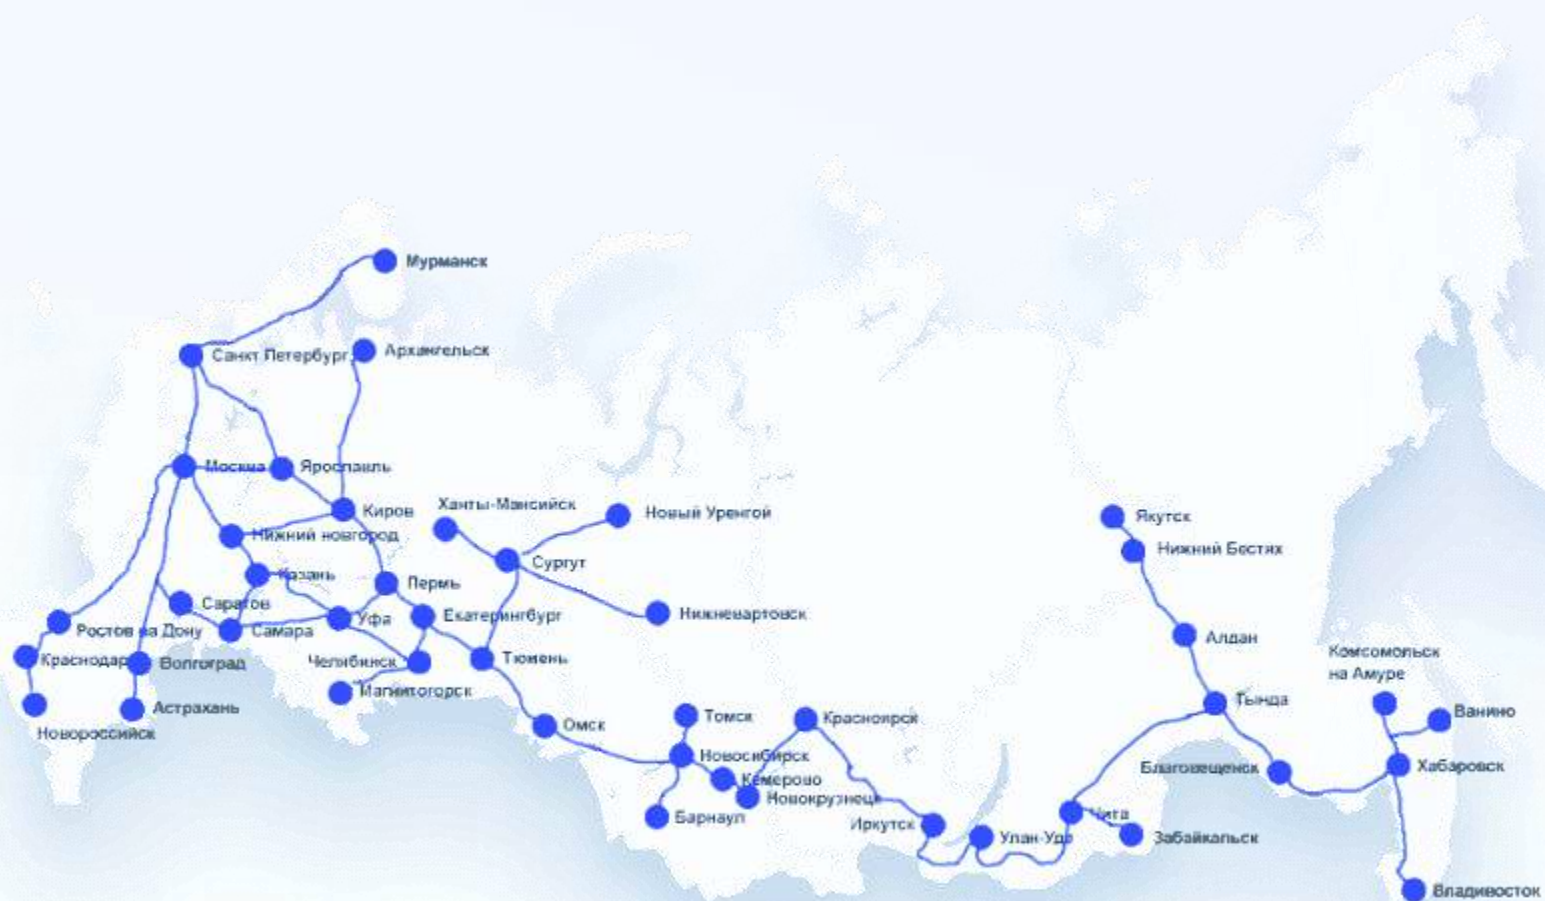 Мурманск
Санкт Петербург
Архангельск
Москва
Ярославль
Киров
Ханты-Мансийск
Новый Уренгой
Нижний новгород
Сургут
Якутск
Нижний Бестях
Казань
Пермь
Саратов
Уфа
Екатеринбург
Нижневартовск
Ростов на Дону
Самара
Алдан
Краснодар
Волгоград
Челябинск
Тюмень
Комсомольск
на Амуре
Магнитогорск
Астрахань
Новороссийск
Омск
Томск
Красноярск
Тында
Ванино
Новосибирск
Кемерово
Новокрузнецк
Благовещенск
Хабаровск
Барнаул
Иркутск
Улан-Удэ
Чита
Забайкальск
Владивосток